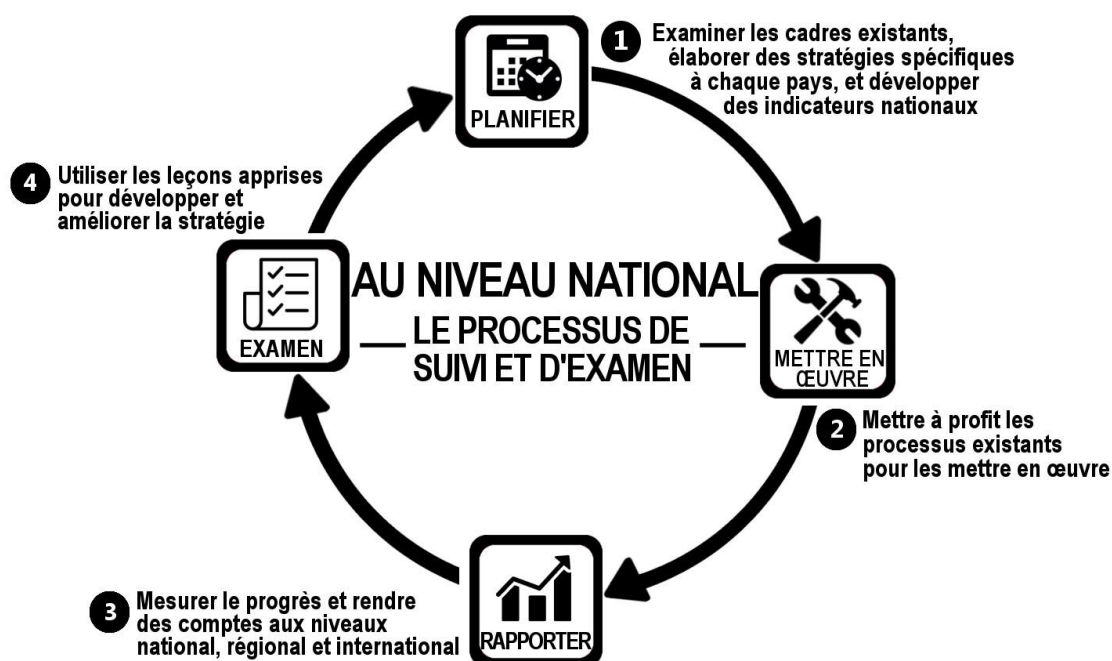 AU NIVEAU NATIONAL
LE PROCESSUS DE
SUIVI ET D'EXAMEN
PLANIFIER
1
Examiner les cadres existants,
élaborer des stratégies spécifiques
à chaque pays, et développer
des indicateurs nationaux
METTRE EN
ŒUVRE
2
Mettre à profit les
processus existants
pour les mettre en œuvre
RAPPORTER
3
Mesurer le progrès et rendre
des comptes aux niveaux
national, régional et international
EXAMEN
4
Utiliser les leçons apprises
pour développer et
améliorer la stratégie